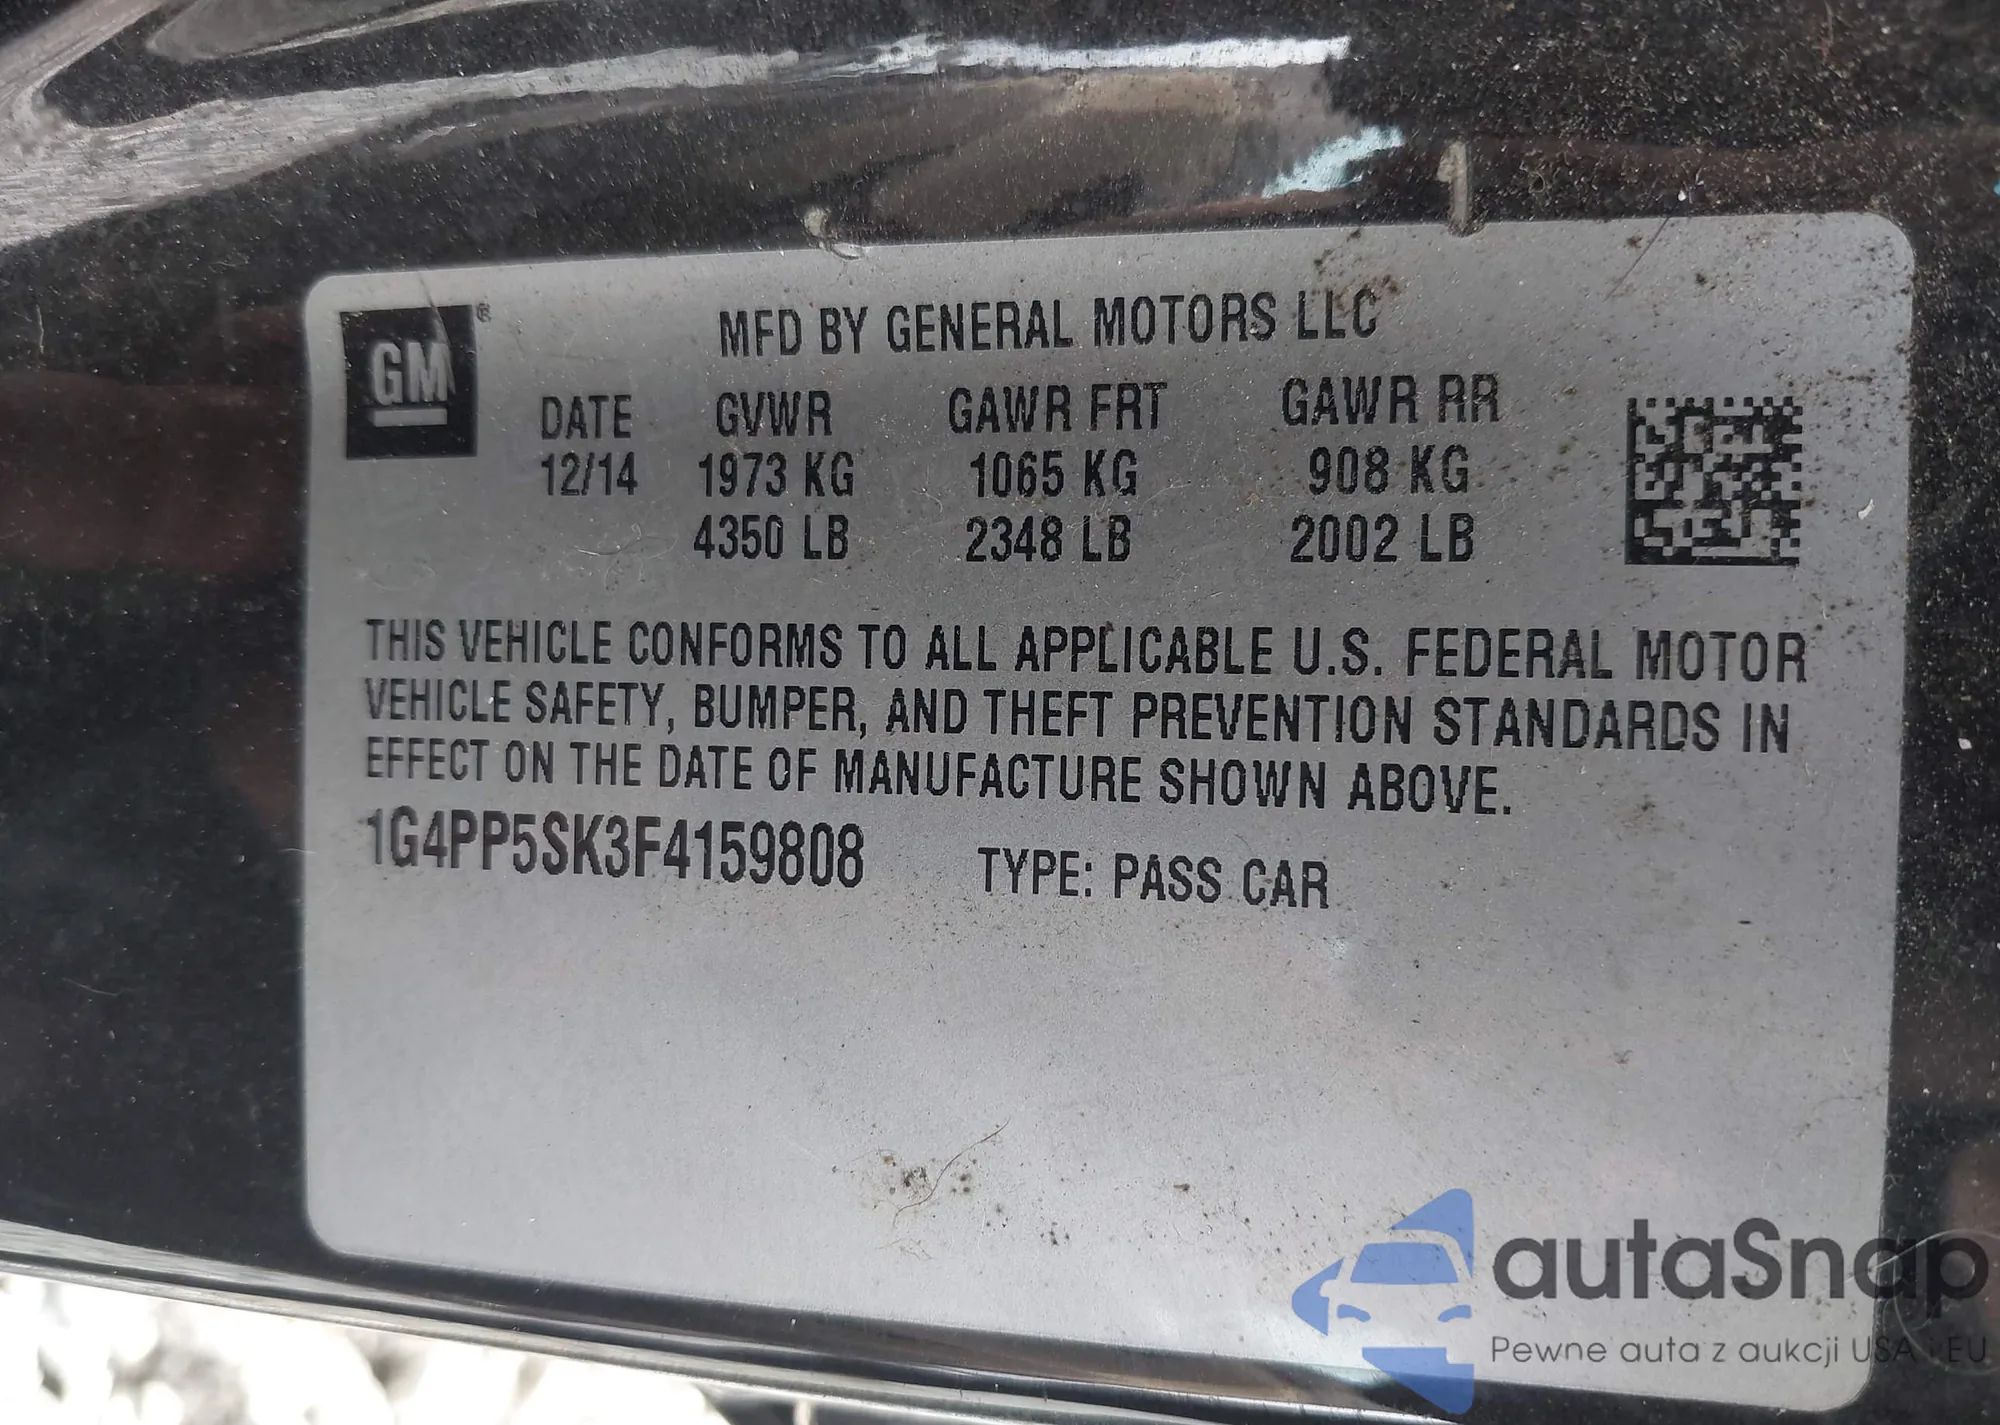 GM ®
MFD BY GENERAL MOTORS LLC
DATE GVWR GAWR FRT GAWR RR
12/14 1973 KG 1065 KG 908 KG
4350 LB 2348 LB 2002 LB
THIS VEHICLE CONFORMS TO ALL APPLICABLE U.S. FEDERAL MOTOR
VEHICLE SAFETY, BUMPER, AND THEFT PREVENTION STANDARDS IN
EFFECT ON THE DATE OF MANUFACTURE SHOWN ABOVE.
1G4PP5SK3F4159808 TYPE: PASS CAR
autaSnap
Pewne auta z aukcji USA i EU